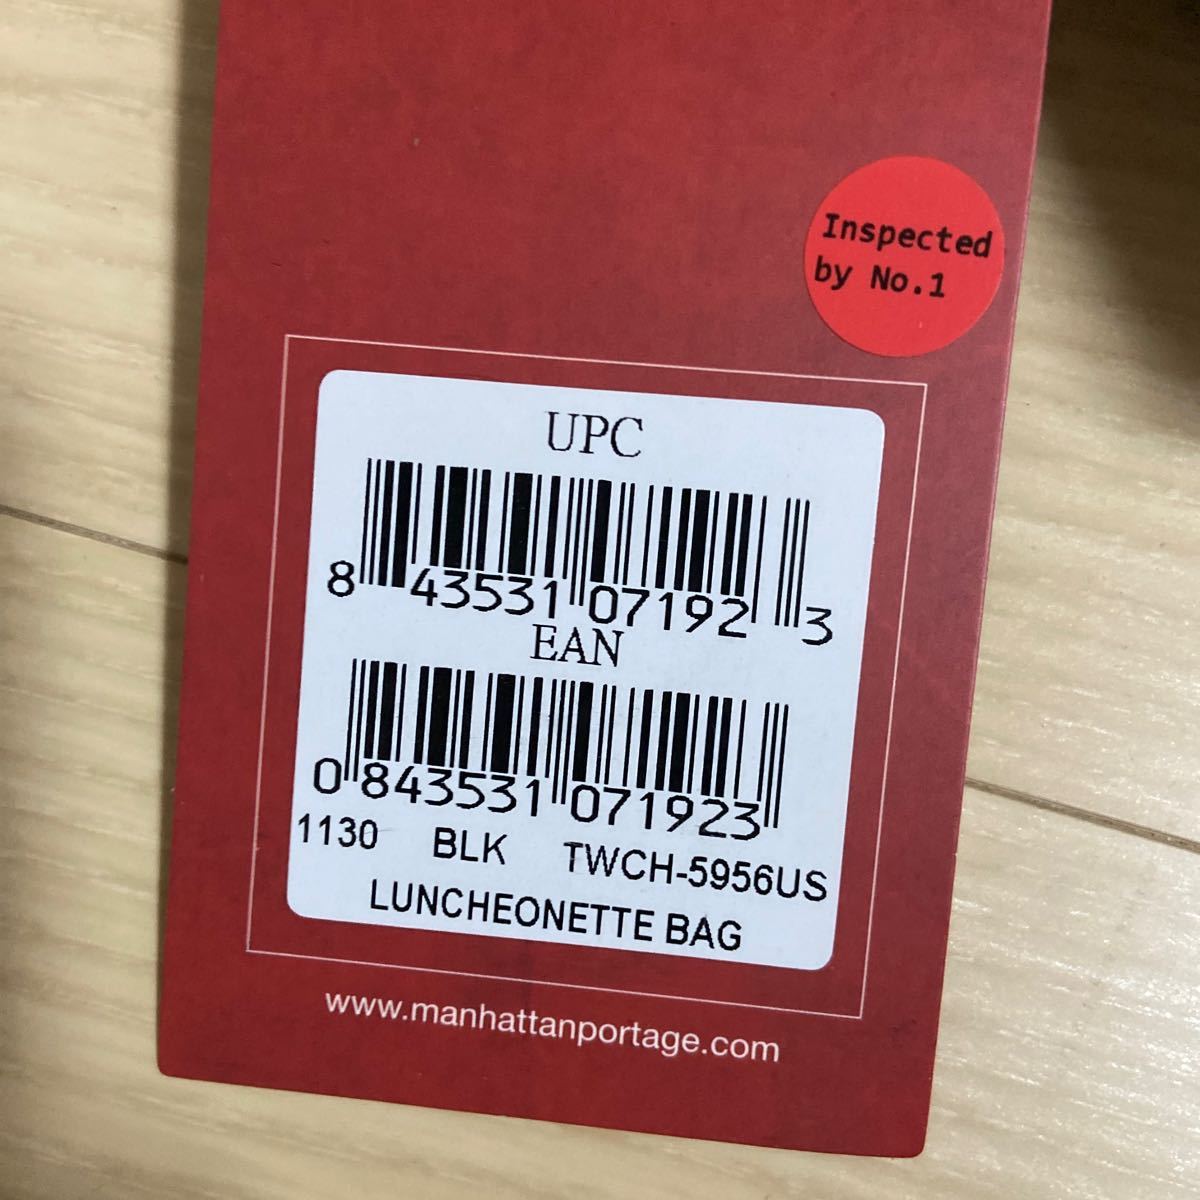 Inspected
by No.1
UPC
8 43531 07192 3
EAN
0 843531 071923
1130 BLK TWCH-5956US
LUNCHEONETTE BAG
www.manhattanportage.com